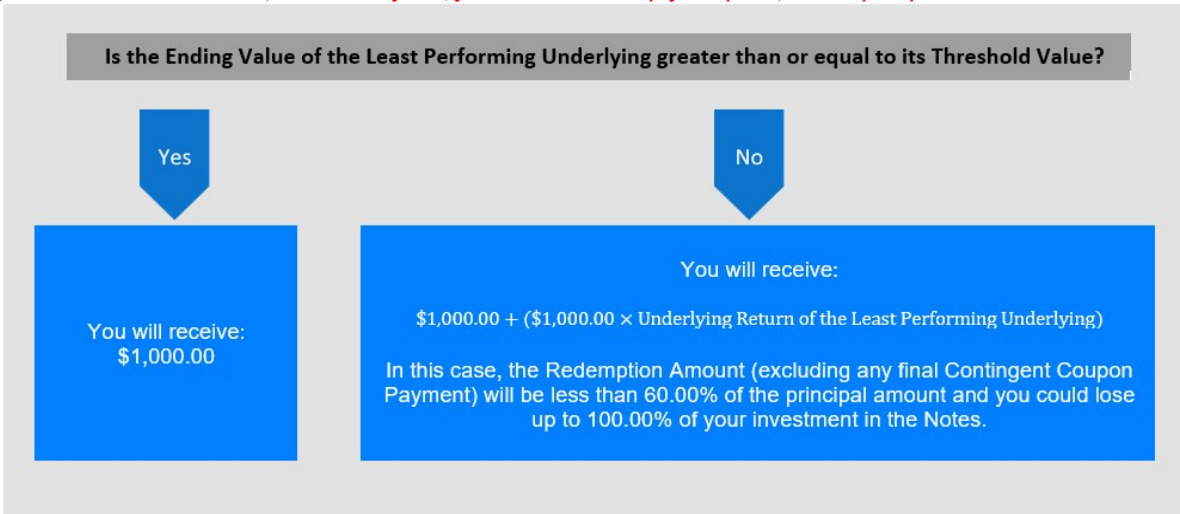 Is the Ending Value of the Least Performing Underlying greater than or equal to its Threshold Value?
Yes
No
You will receive:
$1,000.00
You will receive:
$1,000.00 + ($1,000.00 × Underlying Return of the Least Performing Underlying)
In this case, the Redemption Amount (excluding any final Contingent Coupon
Payment) will be less than 60.00% of the principal amount and you could lose
up to 100.00% of your investment in the Notes.